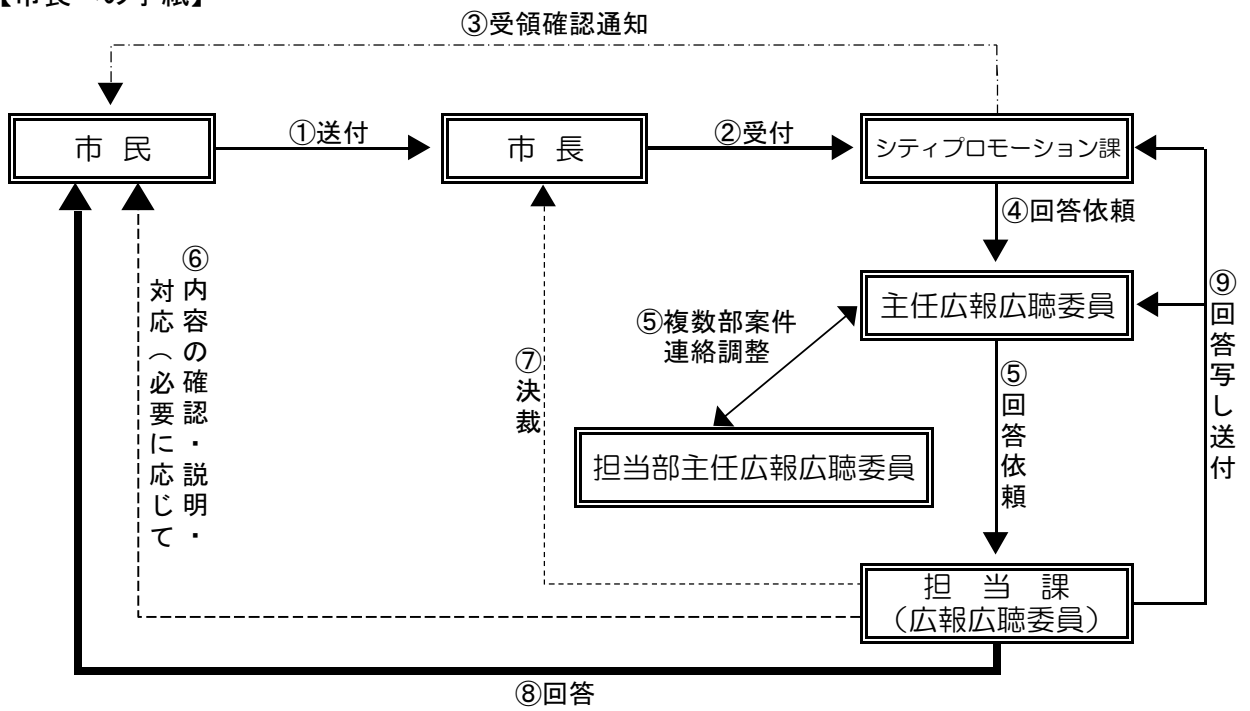 【市長への手紙】
③受領確認通知
市 民
①送付
市 長
②受付
シティプロモーション課
④回答依頼
主任広報広聴委員
⑤複数部案件
連絡調整
担当部主任広報広聴委員
⑤回答依頼
担 当 課
（広報広聴委員）
⑥内容の確認・説明・
対応（必要に応じて
⑦決裁
⑧回答
⑨回答写し送付